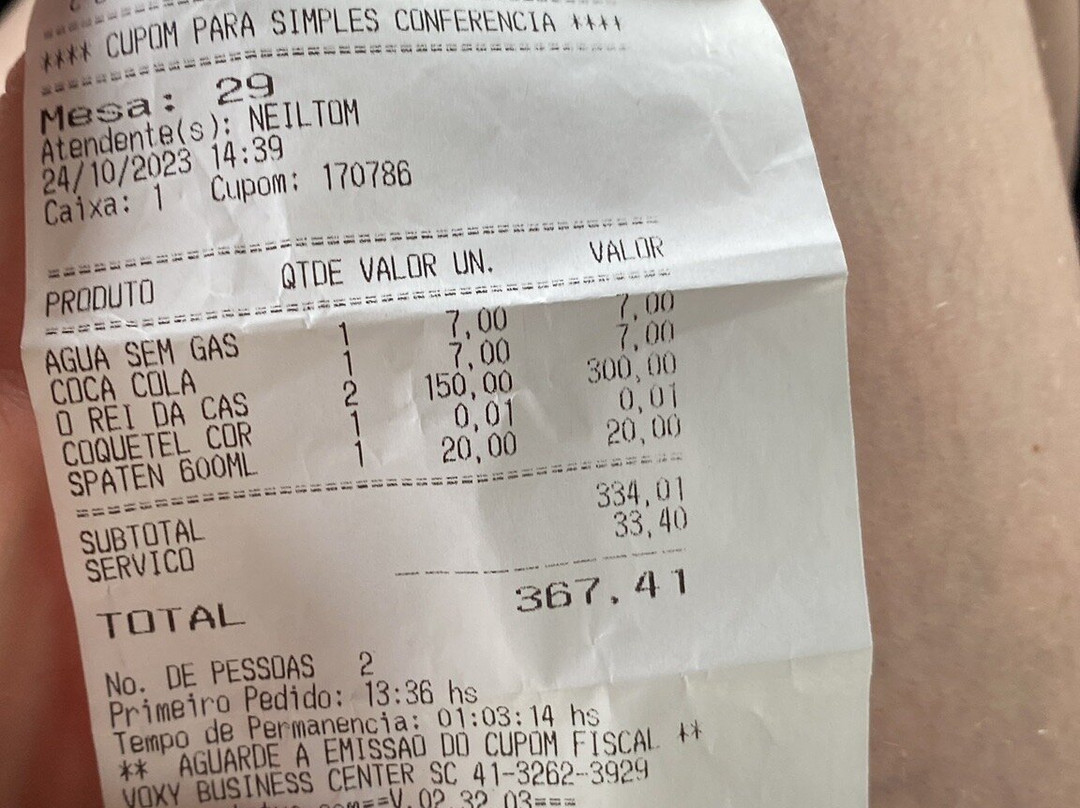 **** CUPOM PARA SIMPLES CONFERENCIA ****
Mesa: 29
Atendente(s): NEILTOM
24/10/2023 14:39
Caixa: 1 Cupom: 170786
PRODUTO QTDE VALOR UN. VALOR
AGUA SEM GAS 1 7,00 7,00
COCA COLA 1 7,00 7,00
O REI DA CAS 2 150,00 300,00
COQUETEL COR 1 0,01 0,01
SPATEN 600ML 1 20,00 20,00
SUBTOTAL 334,01
SERVICO 33,40
TOTAL 367.41
No. DE PESSOAS 2
Primeiro Pedido: 13:36 hs
Tempo de Permanencia: 01:03:14 hs
** AGUARDE A EMISSAO DO CUPOM FISCAL **
VOXY BUSINESS CENTER SC 41-3262-3929
==V.02.32.03===